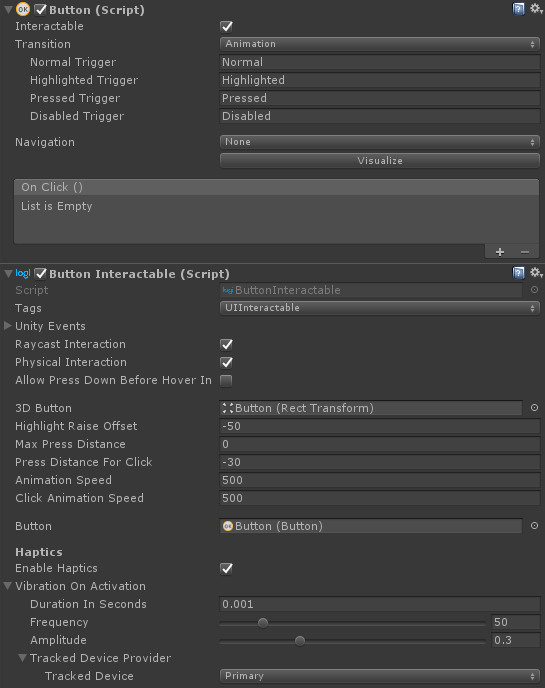 Button (Script)
Interactable
Transition Animation
Normal Trigger Normal
Highlighted Trigger Highlighted
Pressed Trigger Pressed
Disabled Trigger Disabled
Navigation None
Visualize
On Click ()
List is Empty
Button Interactable (Script)
Script ButtonInteractable
Tags UIInteractable
Unity Events
Raycast Interaction
Physical Interaction
Allow Press Down Before Hover In
3D Button Button (Rect Transform)
Highlight Raise Offset -50
Max Press Distance 0
Press Distance For Click -30
Animation Speed 500
Click Animation Speed 500
Button Button (Button)
Haptics
Enable Haptics
Vibration On Activation
Duration In Seconds 0.001
Frequency 50
Amplitude 0.3
Tracked Device Provider
Tracked Device Primary